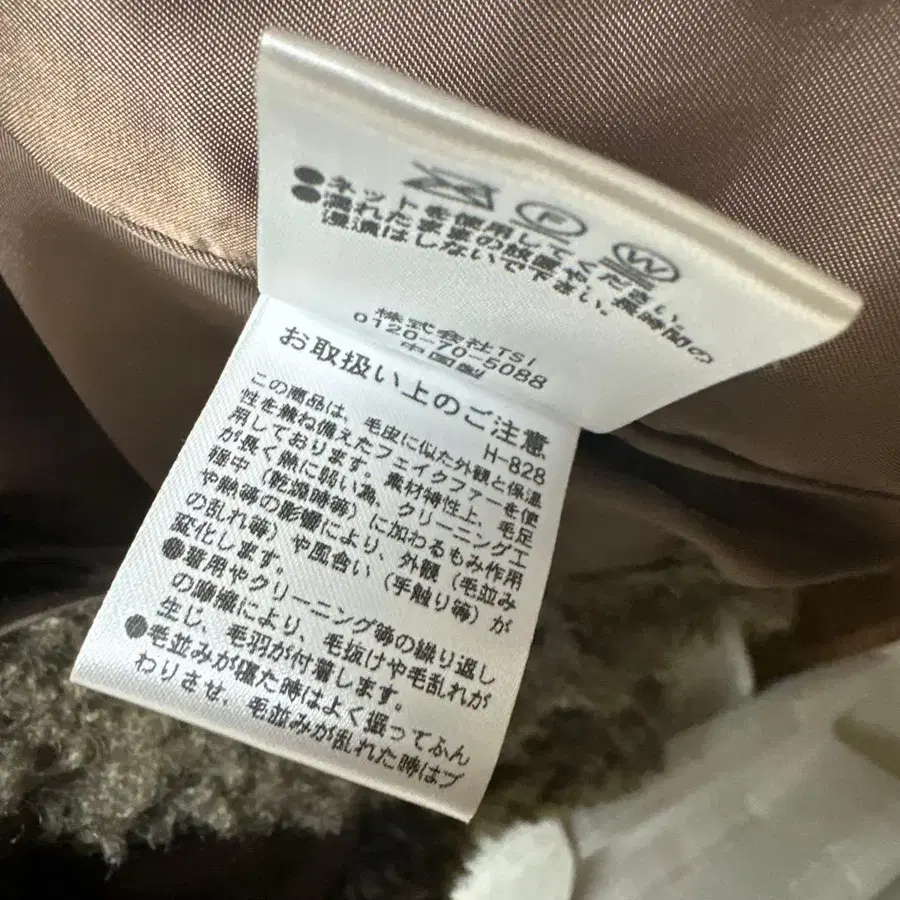 F W
●ネットを使用してください。
●濡れたままの放置や、長時間の
浸漬はしないで下さい。
株式会社TSI
0120-70-5088
中国製
お取扱い上のご注意
H-828
この商品は、毛皮に似た外観と保温
性を兼ね備えたフェイクファーを使
用しております。素材特性上、毛足
が長く熱に弱い為、クリーニング工
程中（乾燥時等）に加わるもみ作用
や熱等の影響により、外観（毛並み
の乱れ等）や風合い（手触り等）が
変化します。
●着用やクリーニング等の繰り返し
の摩擦により、毛抜けや毛乱れが
生じ、毛羽が付着します。
●毛並みが寝た時はよく振ってふん
わりさせ、毛並みが乱れた時はブ